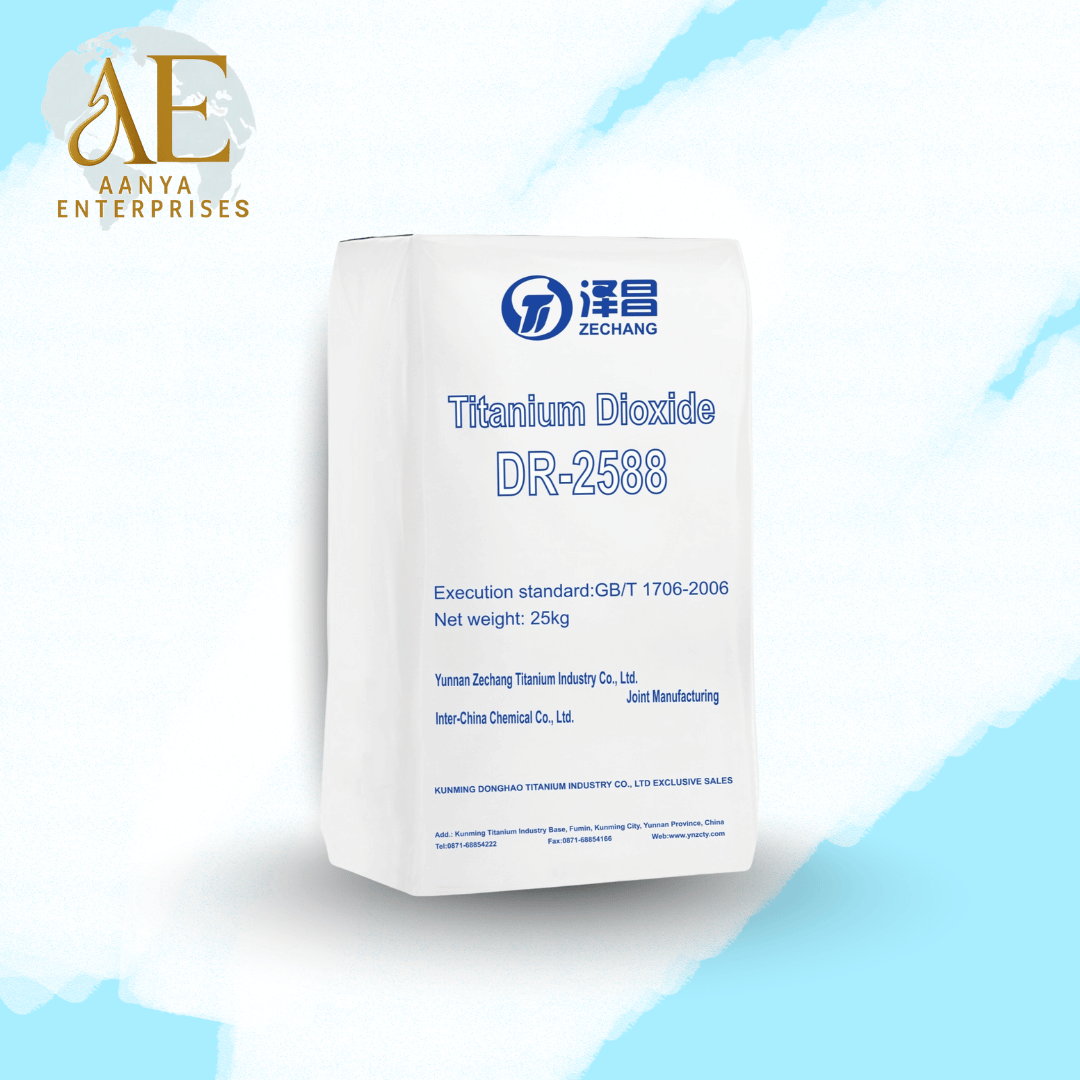 AE
AANYA
ENTERPRISES
泽昌
ZECHANG
Titanium Dioxide
DR-2588
Execution standard:GB/T 1706-2006
Net weight: 25kg
Yunnan Zechang Titanium Industry Co., Ltd.
Joint Manufacturing
Inter-China Chemical Co., Ltd.
KUNMING DONGHAO TITANIUM INDUSTRY CO., LTD EXCLUSIVE SALES
Add.: Kunming Titanium Industry Base, Fumin, Kunming City, Yunnan Province, China
Tel:0871-68854222 Fax:0871-68854166 Web:www.ynzcty.com